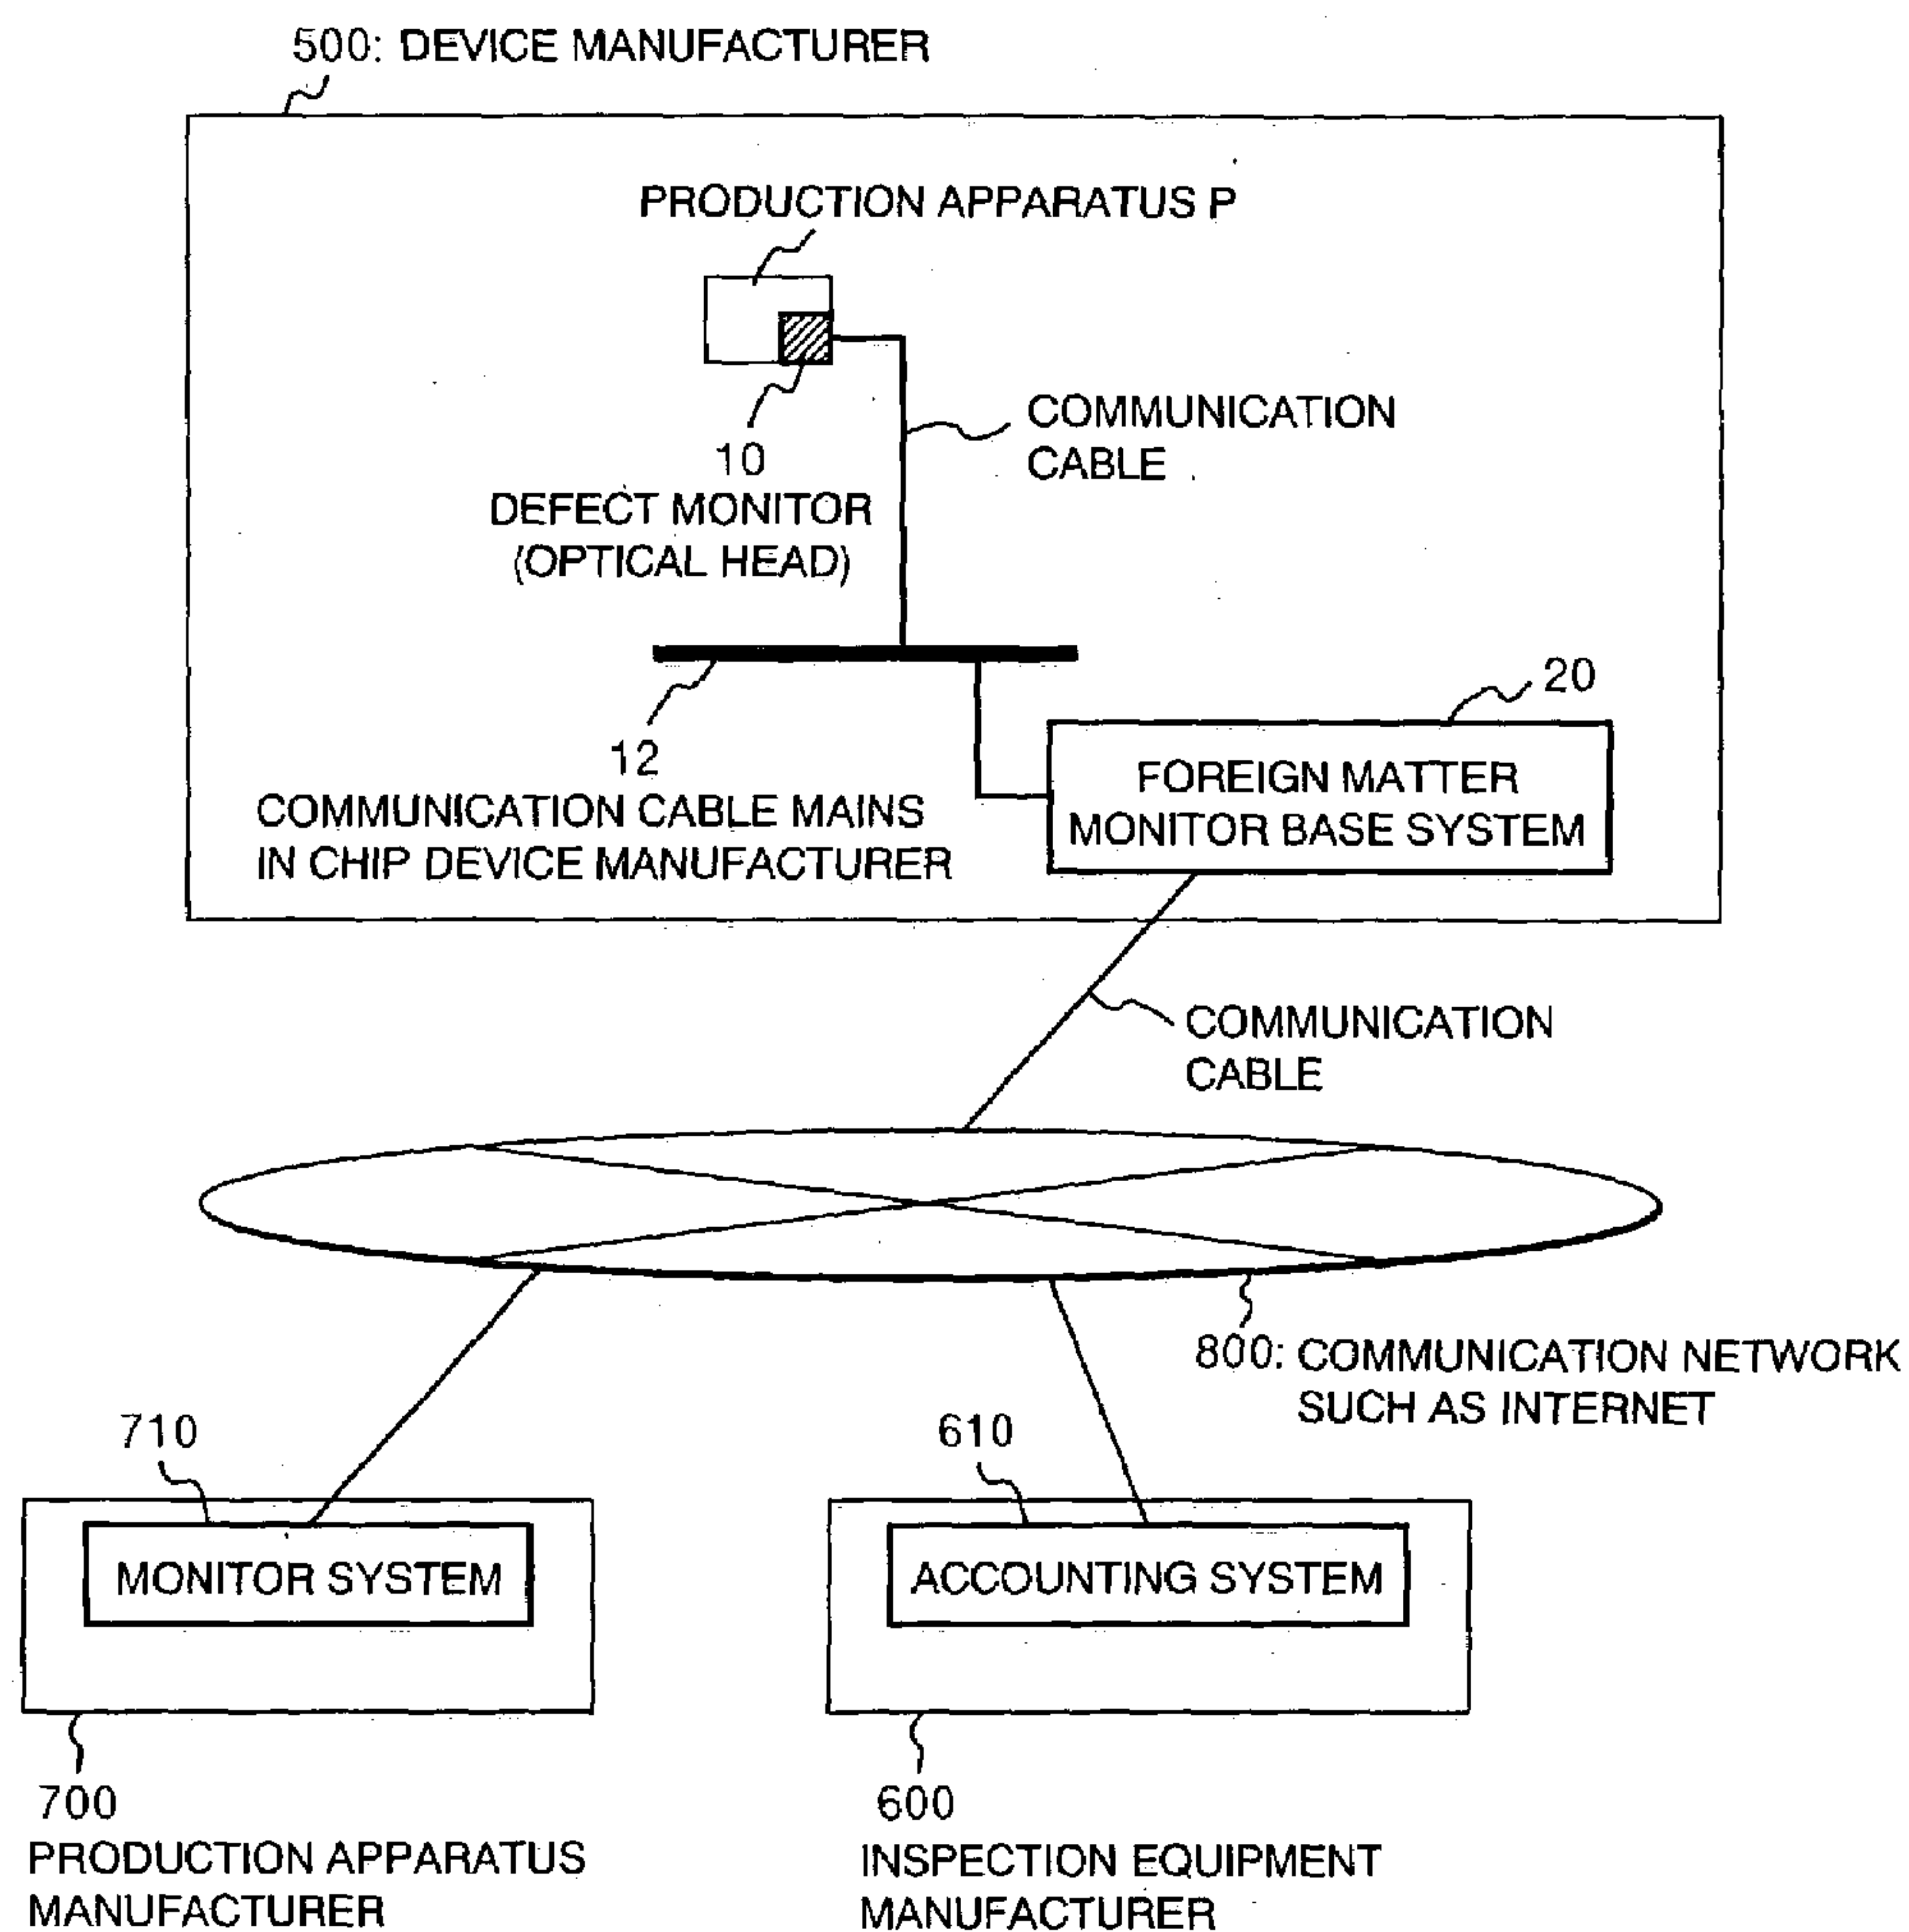 500: DEVICE MANUFACTURER
PRODUCTION APPARATUS P
COMMUNICATION
CABLE
10
DEFECT MONITOR
(OPTICAL HEAD)
20
12
COMMUNICATION CABLE MAINS
IN CHIP DEVICE MANUFACTURER
FOREIGN MATTER
MONITOR BASE SYSTEM
COMMUNICATION
CABLE
800: COMMUNICATION NETWORK
SUCH AS INTERNET
710
MONITOR SYSTEM
610
ACCOUNTING SYSTEM
700
PRODUCTION APPARATUS
MANUFACTURER
600
INSPECTION EQUIPMENT
MANUFACTURER